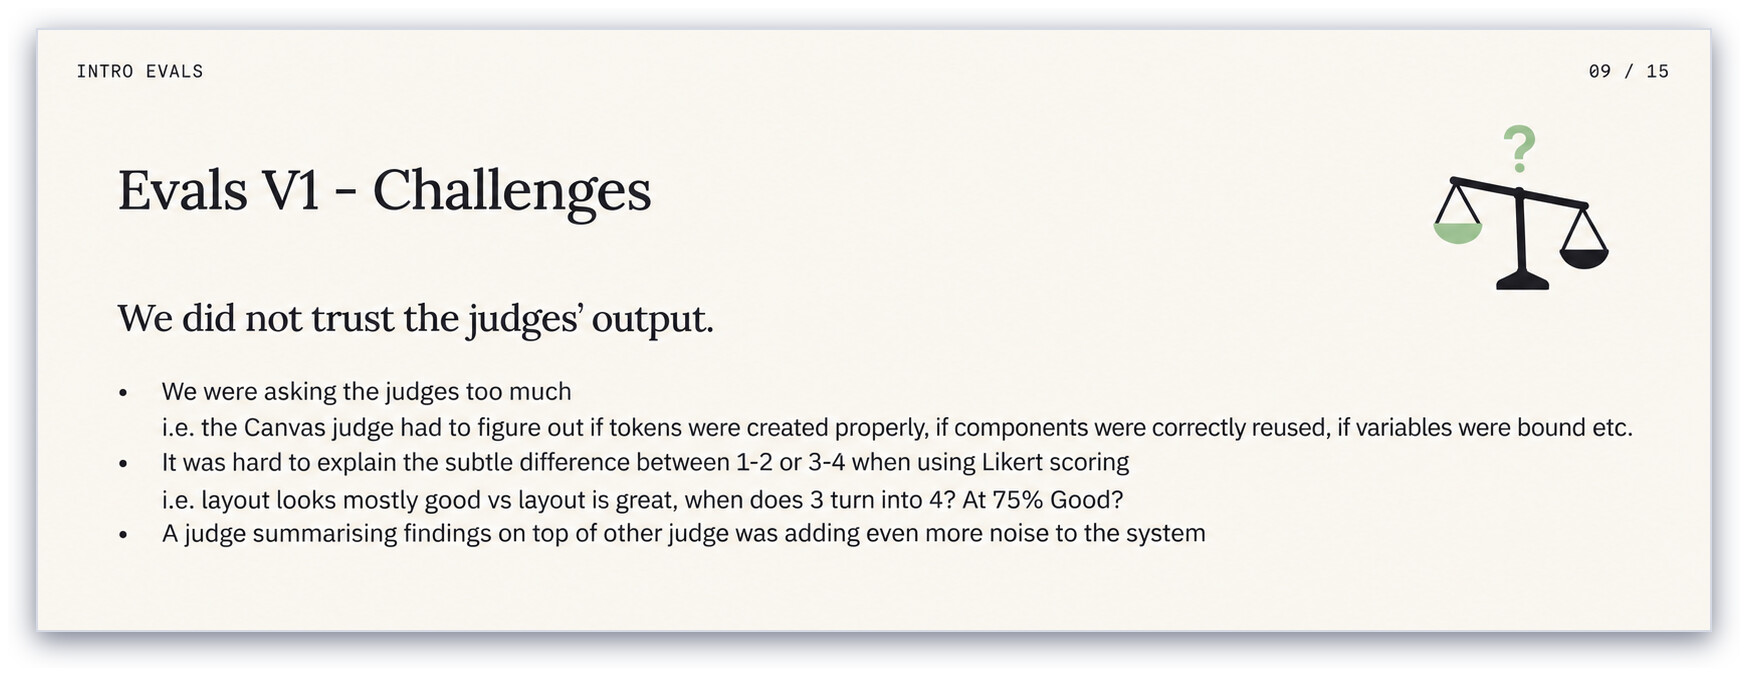 INTRO EVALS
09 / 15
?
Evals V1 - Challenges
We did not trust the judges’ output.
• We were asking the judges too much
i.e. the Canvas judge had to figure out if tokens were created properly, if components were correctly reused, if variables were bound etc.
• It was hard to explain the subtle difference between 1-2 or 3-4 when using Likert scoring
i.e. layout looks mostly good vs layout is great, when does 3 turn into 4? At 75% Good?
• A judge summarising findings on top of other judge was adding even more noise to the system